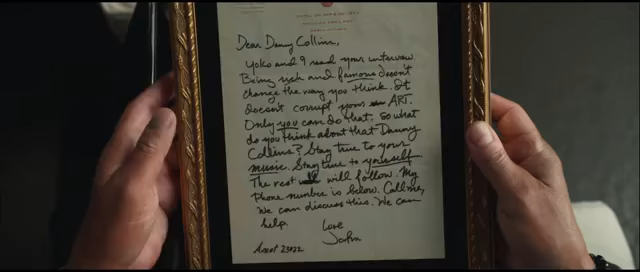 Dear Danny Collins,
Yoko and I read your interview.
Being rich and famous doesn't
change the way you think. It
doesn't corrupt your ART.
Only you can do that. So what
do you think about that Danny
Collins? Stay true to your
music. Stay true to yourself.
The rest will follow. My
Phone number is below. Call me,
We can discuss this. We can
help.
Love
John
Ascot 23022